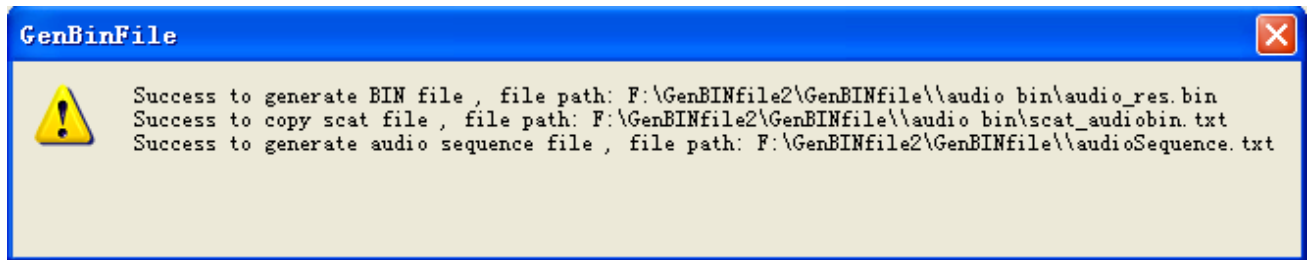 GenBinFile
Success to generate BIN file , file path: F:\GenBINfile2\GenBINfile\\audio bin\audio_res.bin
Success to copy scat file , file path: F:\GenBINfile2\GenBINfile\\audio bin\scat_audiobin.txt
Success to generate audio sequence file , file path: F:\GenBINfile2\GenBINfile\\audioSequence.txt